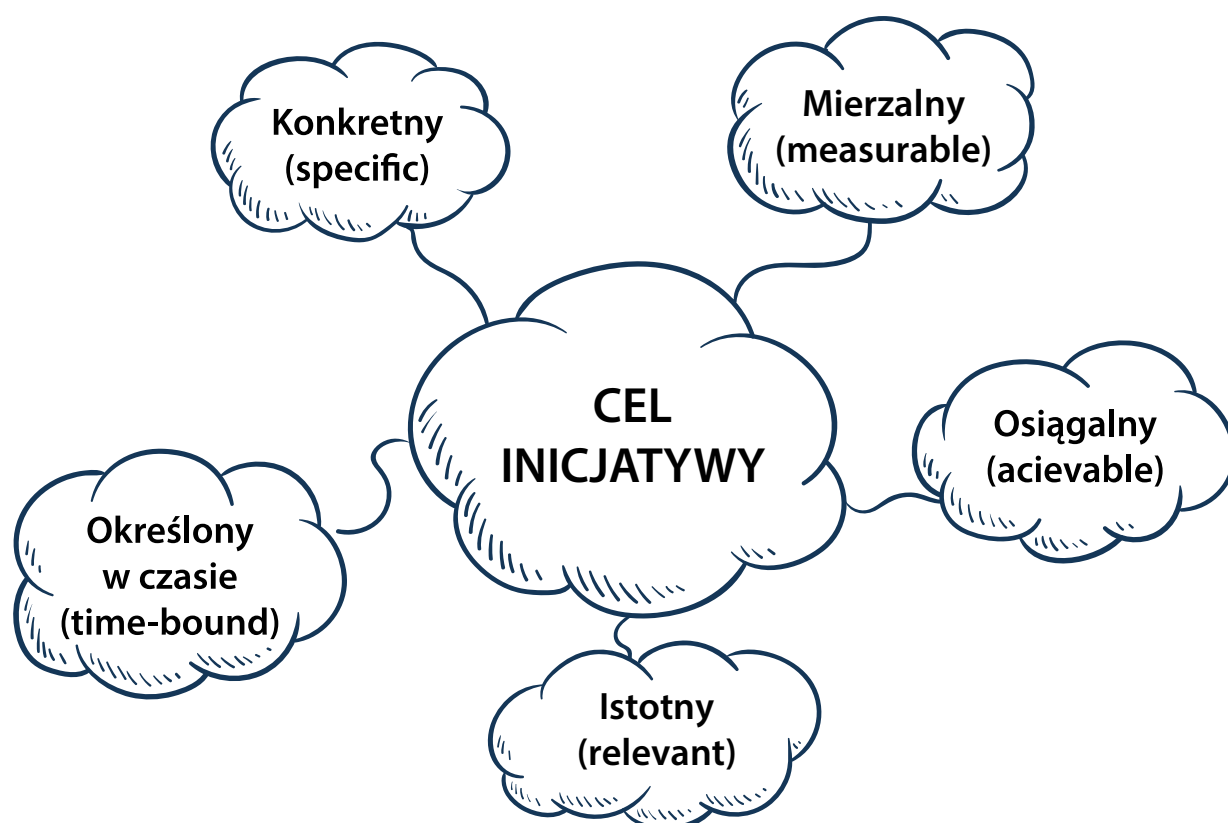 Konkretny
(specific)
Mierzalny
(measurable)
CEL
INICJATYWY
Osiągalny
(acievable)
Określony
w czasie
(time-bound)
Istotny
(relevant)